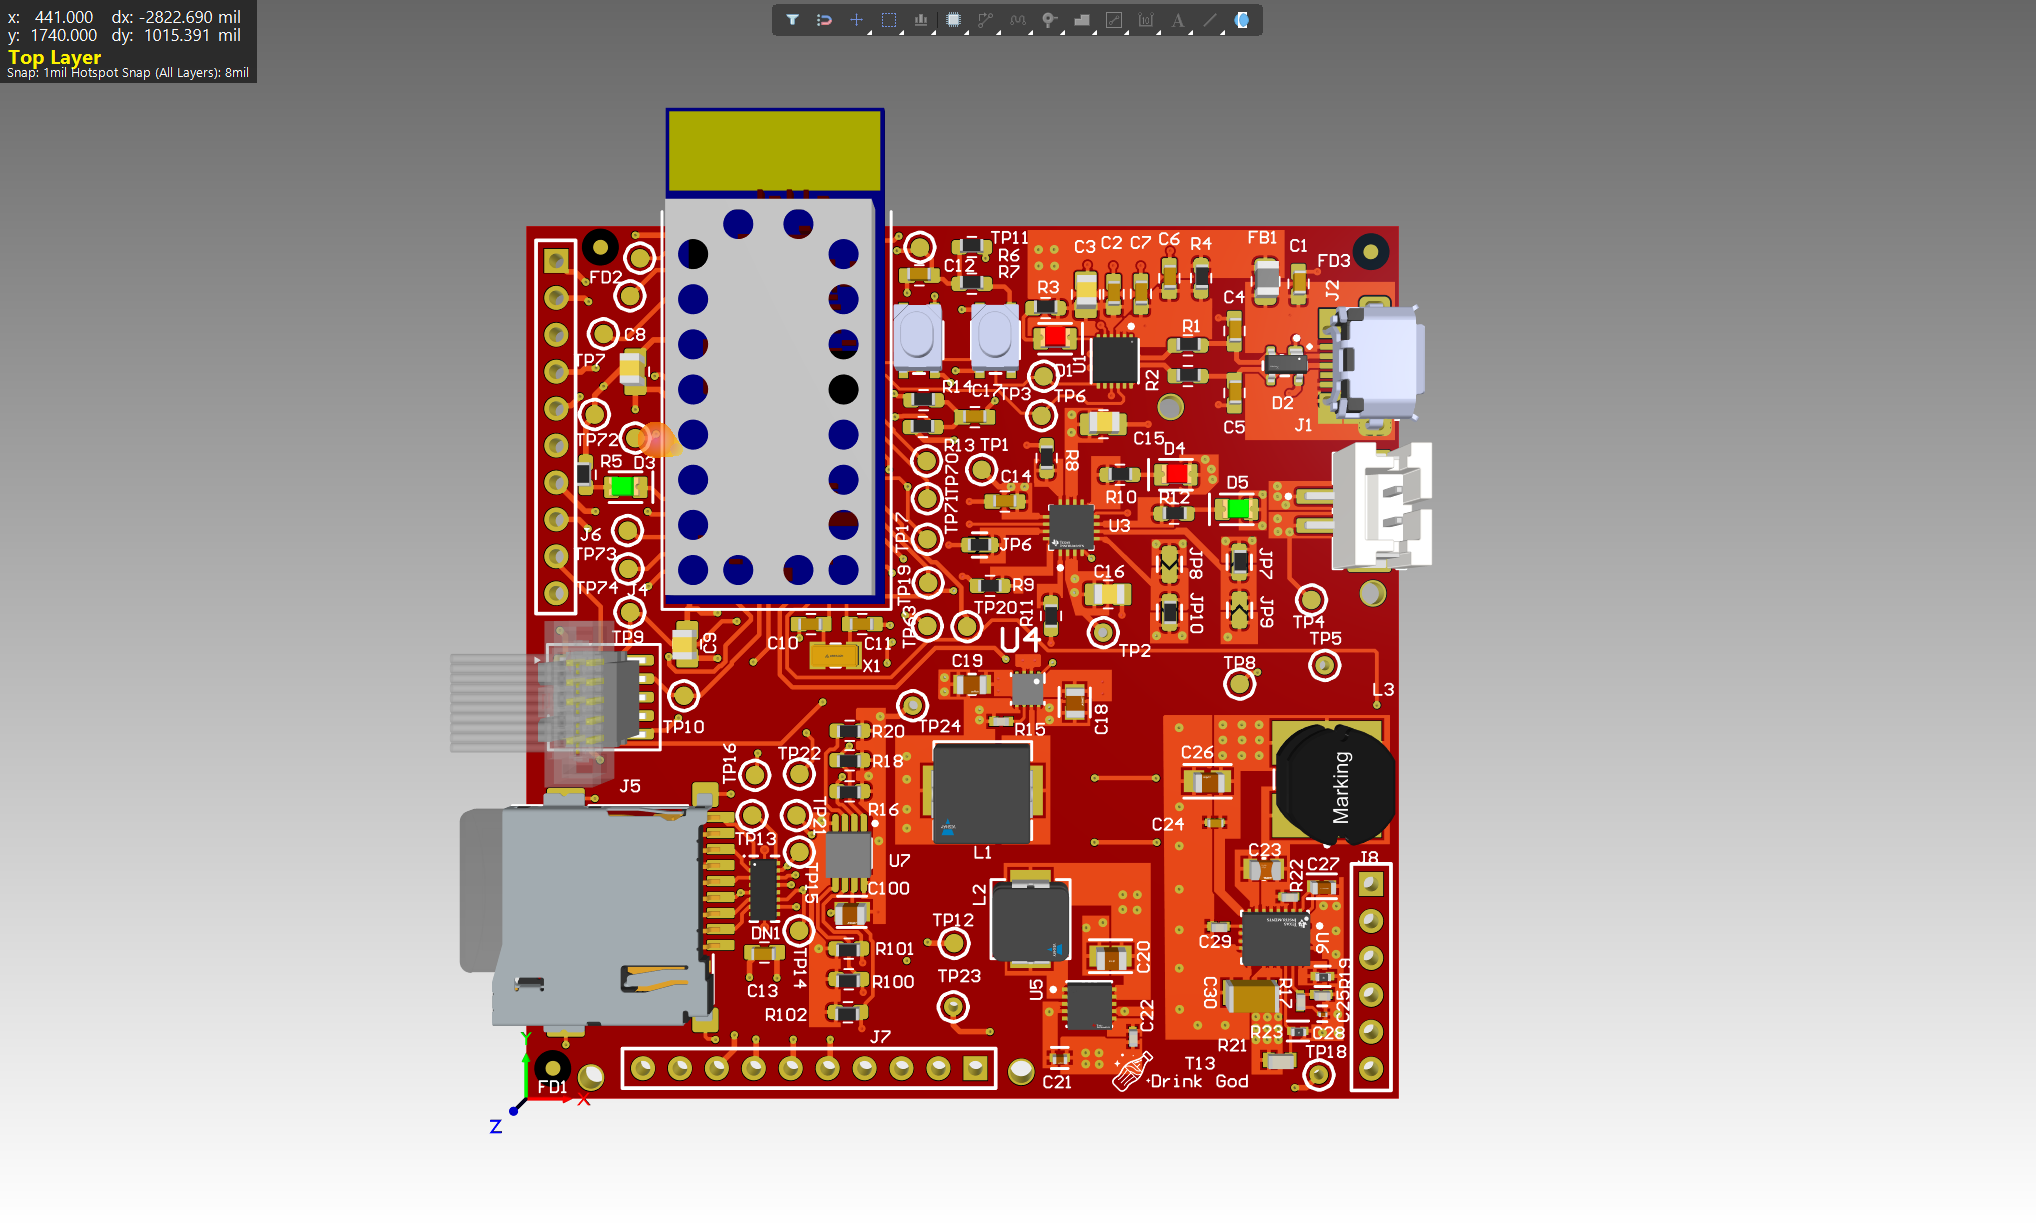 x: 441.000 dx: -2822.690 mil
y: 1740.000 dy: 1015.391 mil
Top Layer
Snap: 1mil Hotspot Snap (All Layers): 8mil
TP11
R6
R7
C12
C3 C2 C7 C6 R4
FB1 C1
FD3
FD2
R3
C4
J2
C8
R1
U1
TP7
D1
R2
R14 C17 TP3
TP6
D2
C5
J1
TP72
R13 TP1
C15
D4
R5 D3
TP70
R8
C14
R10
R12
D5
TP71
TP17
U3
J6
JP6
TP73
JP8
JP7
TP74
J4
TP19
R9
C16
TP20
R11
JP10
JP9
TP9
TP63
U4
TP4
C9
C10
C11
X1
TP2
TP5
C19
TP8
L3
TP10
TP24
R15
C18
R20
TP16
TP22
R18
C26
Marking
J5
R16
TP21
C24
TP13
L1
U7
C23
C27
J8
R22
TP15
C100
L2
TP12
DN1
C29
U6
R101
C20
TP14
TP23
C13
R100
U5
C30
R17
R19
C25
R102
C22
R23
C28
J7
R21
TP18
T13
Drink God
C21
FD1
Y
X
Z